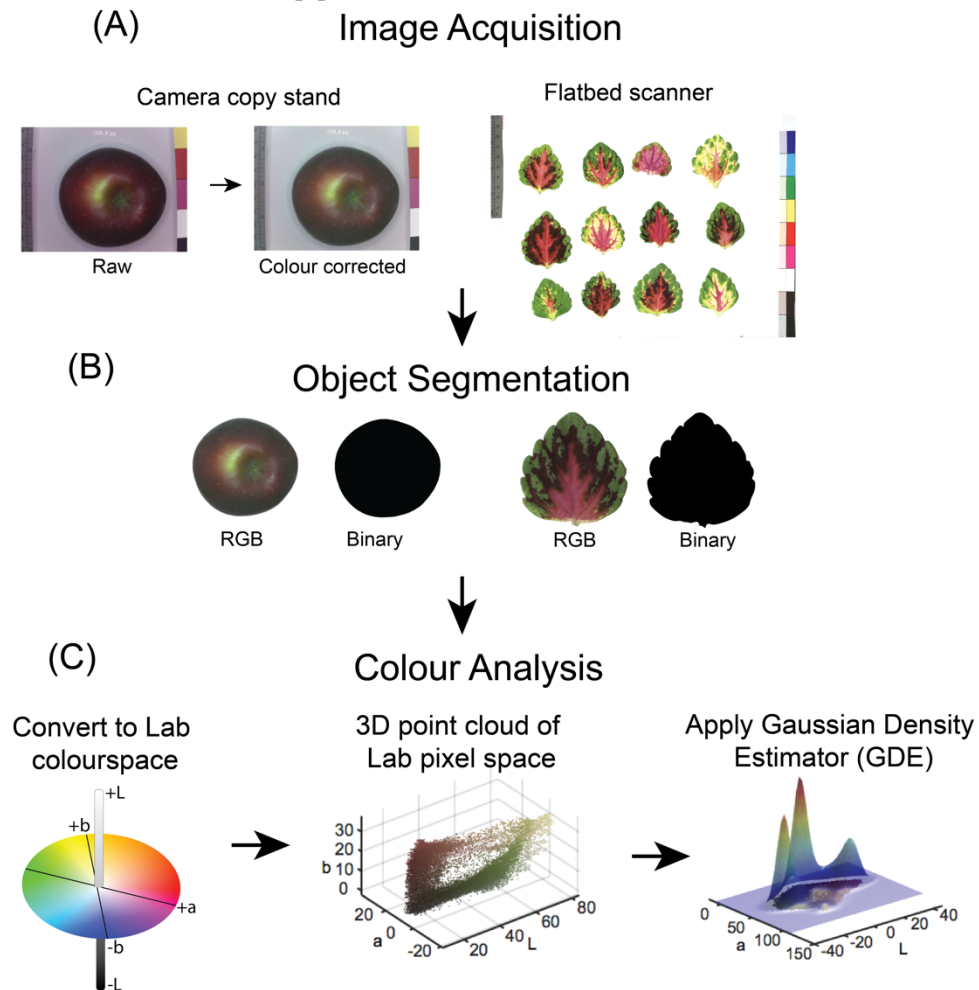 (A)
Image Acquisition
Camera copy stand
Flatbed scanner
Raw
Colour corrected
(B)
Object Segmentation
RGB
Binary
RGB
Binary
(C)
Colour Analysis
Convert to Lab
colourspace
3D point cloud of
Lab pixel space
Apply Gaussian Density
Estimator (GDE)
+L
+b
+a
-b
-L
30
20
10
0
b
20
0
-20
a
20
40
60
80
L
0
50
100
150
a
-40
-20
0
20
40
L